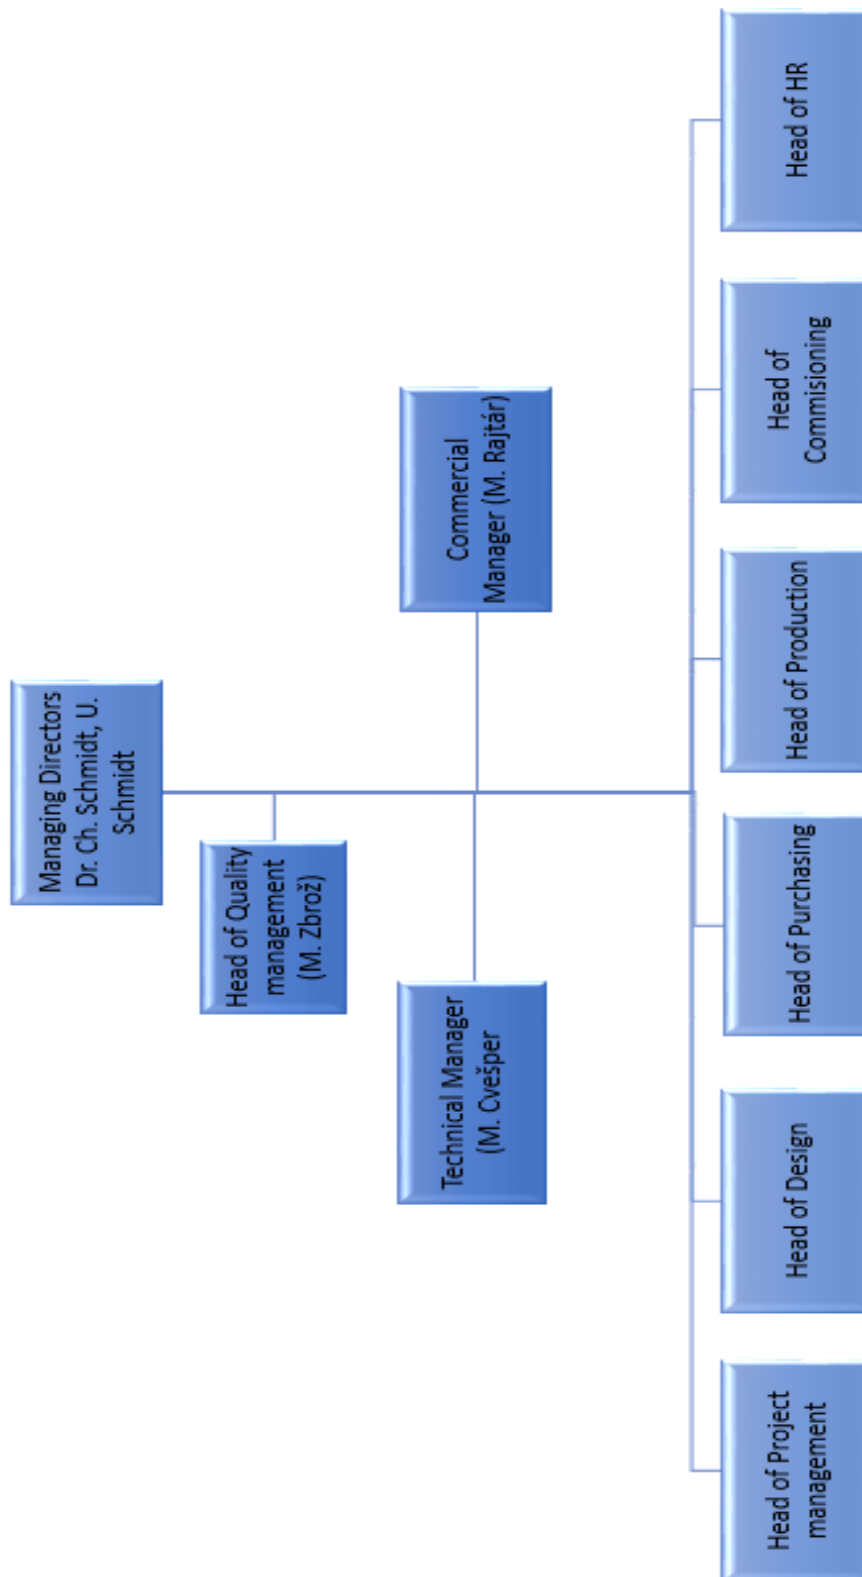 Managing Directors
Dr. Ch. Schmidt, U.
Schmidt
Head of Quality
management
(M. Zbrož)
Technical Manager
(M. Cvešper
Commercial
Manager (M. Rajtár)
Head of Project
management
Head of Design
Head of Purchasing
Head of Production
Head of
Commisioning
Head of HR